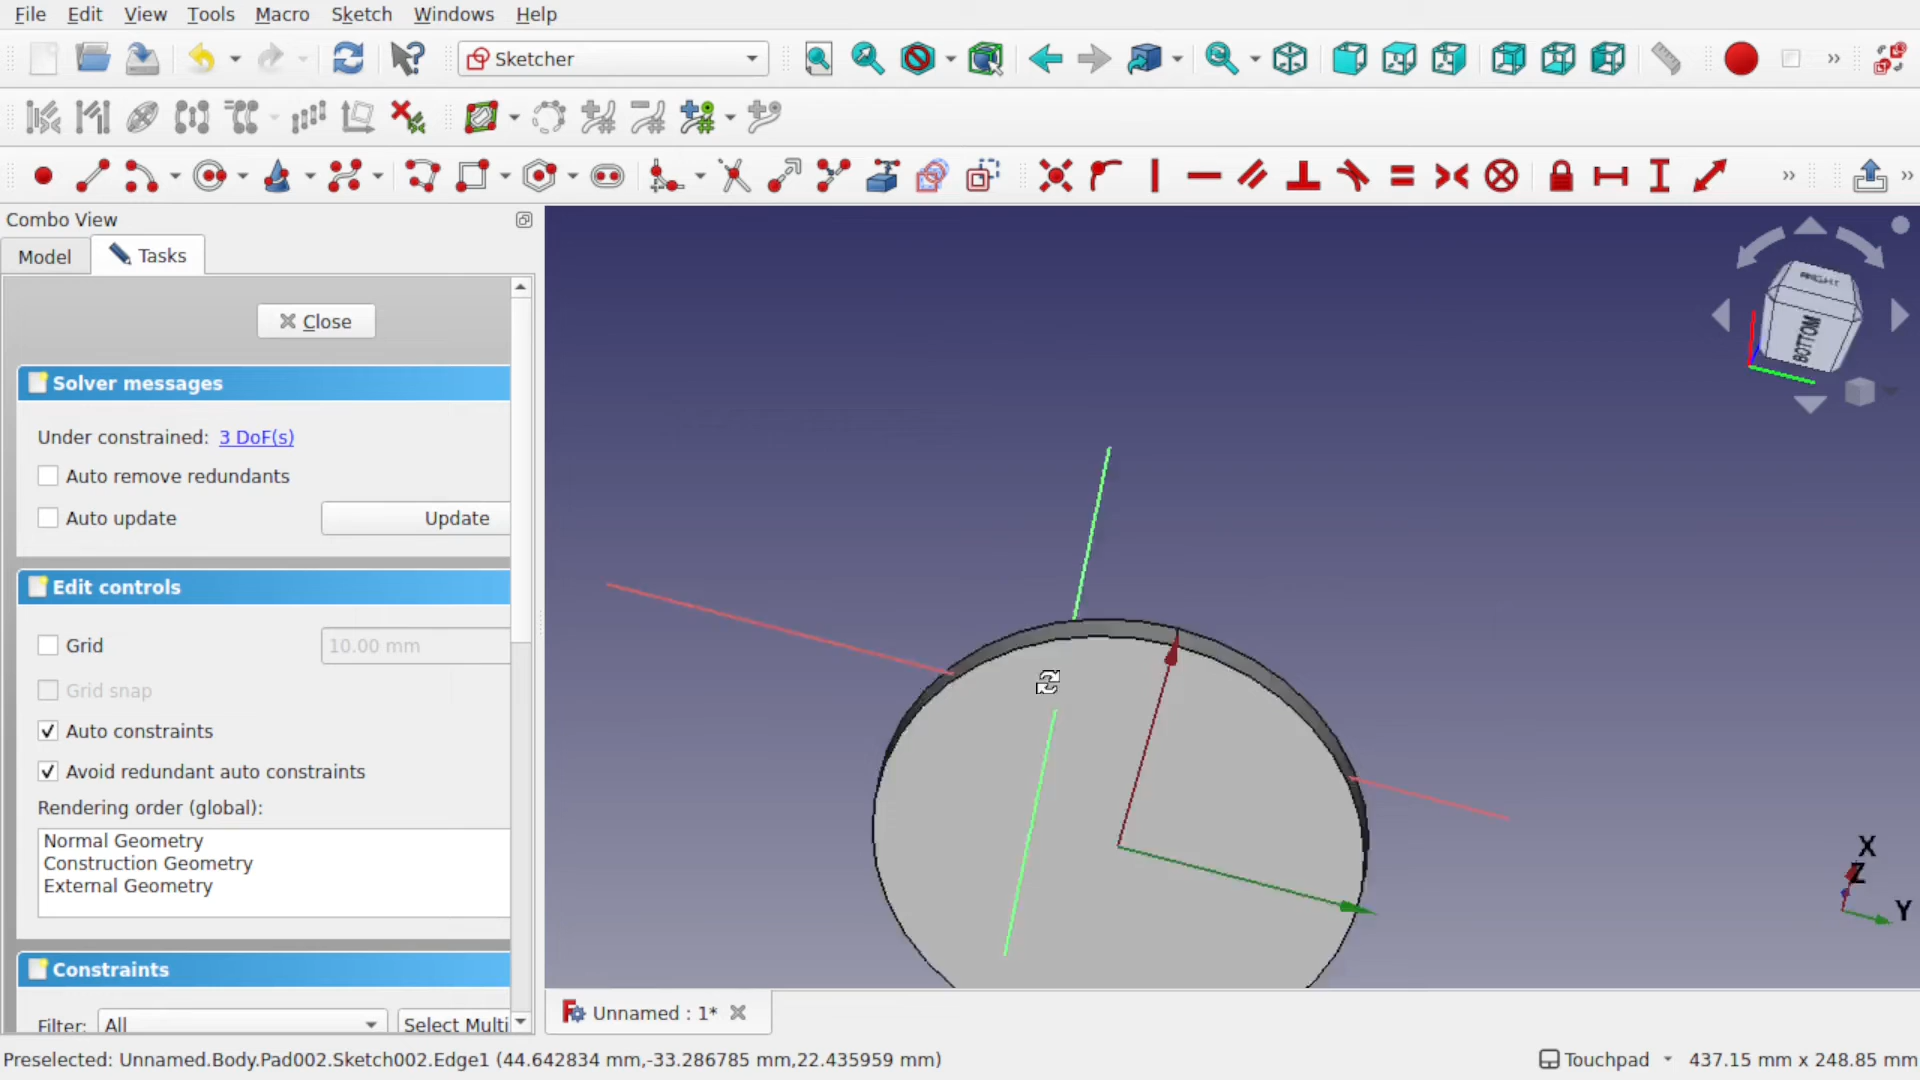 File Edit View Tools Macro Sketch Windows Help
Sketcher
Combo View
Model Tasks
Close
Solver messages
Under constrained: 3 DoF(s)
Auto remove redundants
Auto update Update
Edit controls
Grid 10.00 mm
Grid snap
Auto constraints
Avoid redundant auto constraints
Rendering order (global):
Normal Geometry
Construction Geometry
External Geometry
Constraints
Filter: All Select Multi
RIGHT
BOTTOM
X
Z
Y
Unnamed : 1*
Preselected: Unnamed.Body.Pad002.Sketch002.Edge1 (44.642834 mm,-33.286785 mm,22.435959 mm) Touchpad 437.15 mm x 248.85 mm